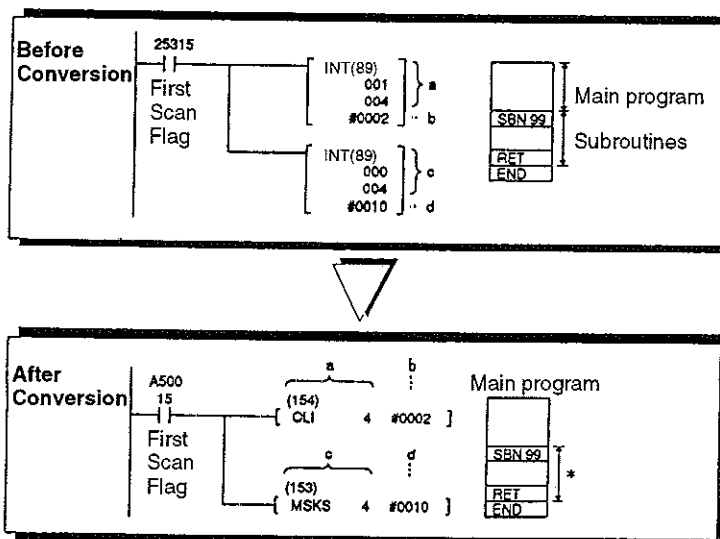 Before
Conversion
25315
First
Scan
Flag
INT(89)
001
004
#0002
a
b
INT(89)
000
004
#0010
c
d
SBN 99
RET
END
Main program
Subroutines
After
Conversion
A500
15
First
Scan
Flag
a b
(154)
[ CLI 4 #0002 ]
c d
(153)
[ MSKS 4 #0010 ]
Main program
SBN 99
RET
END
*